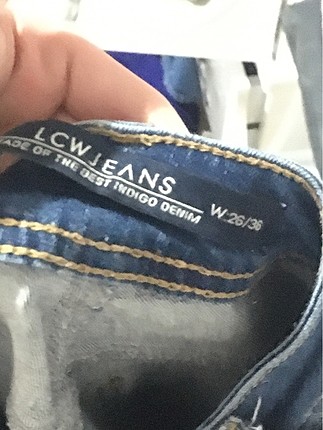 LCW JEANS
MADE OF THE BEST INDIGO DENIM
W:26/36